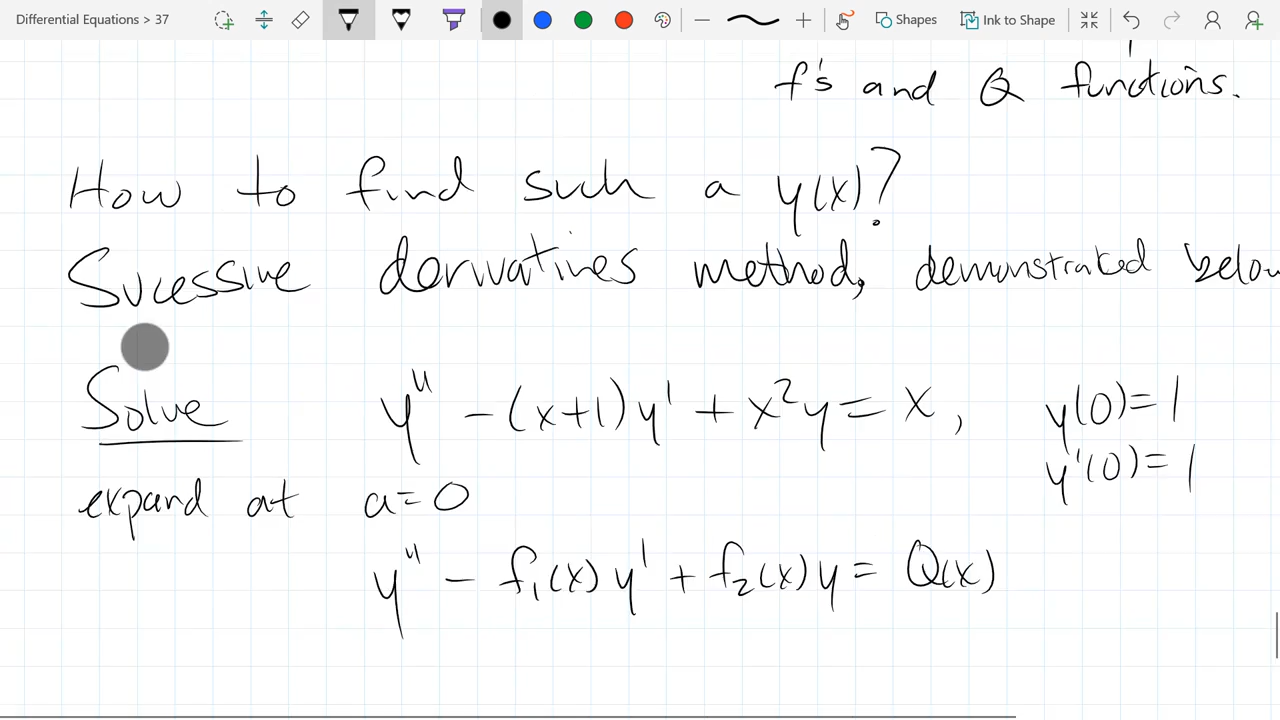 Differential Equations > 37
Shapes
Ink to Shape
f's and Q functions.
How to find such a y(x)?
Sucessive derivatives method, demonstrated below
Solve y'' - (x+1)y' + x²y = x, y(0)=1
y'(0)=1
expand at a=0
y'' - f₁(x)y' + f₂(x)y = Q(x)